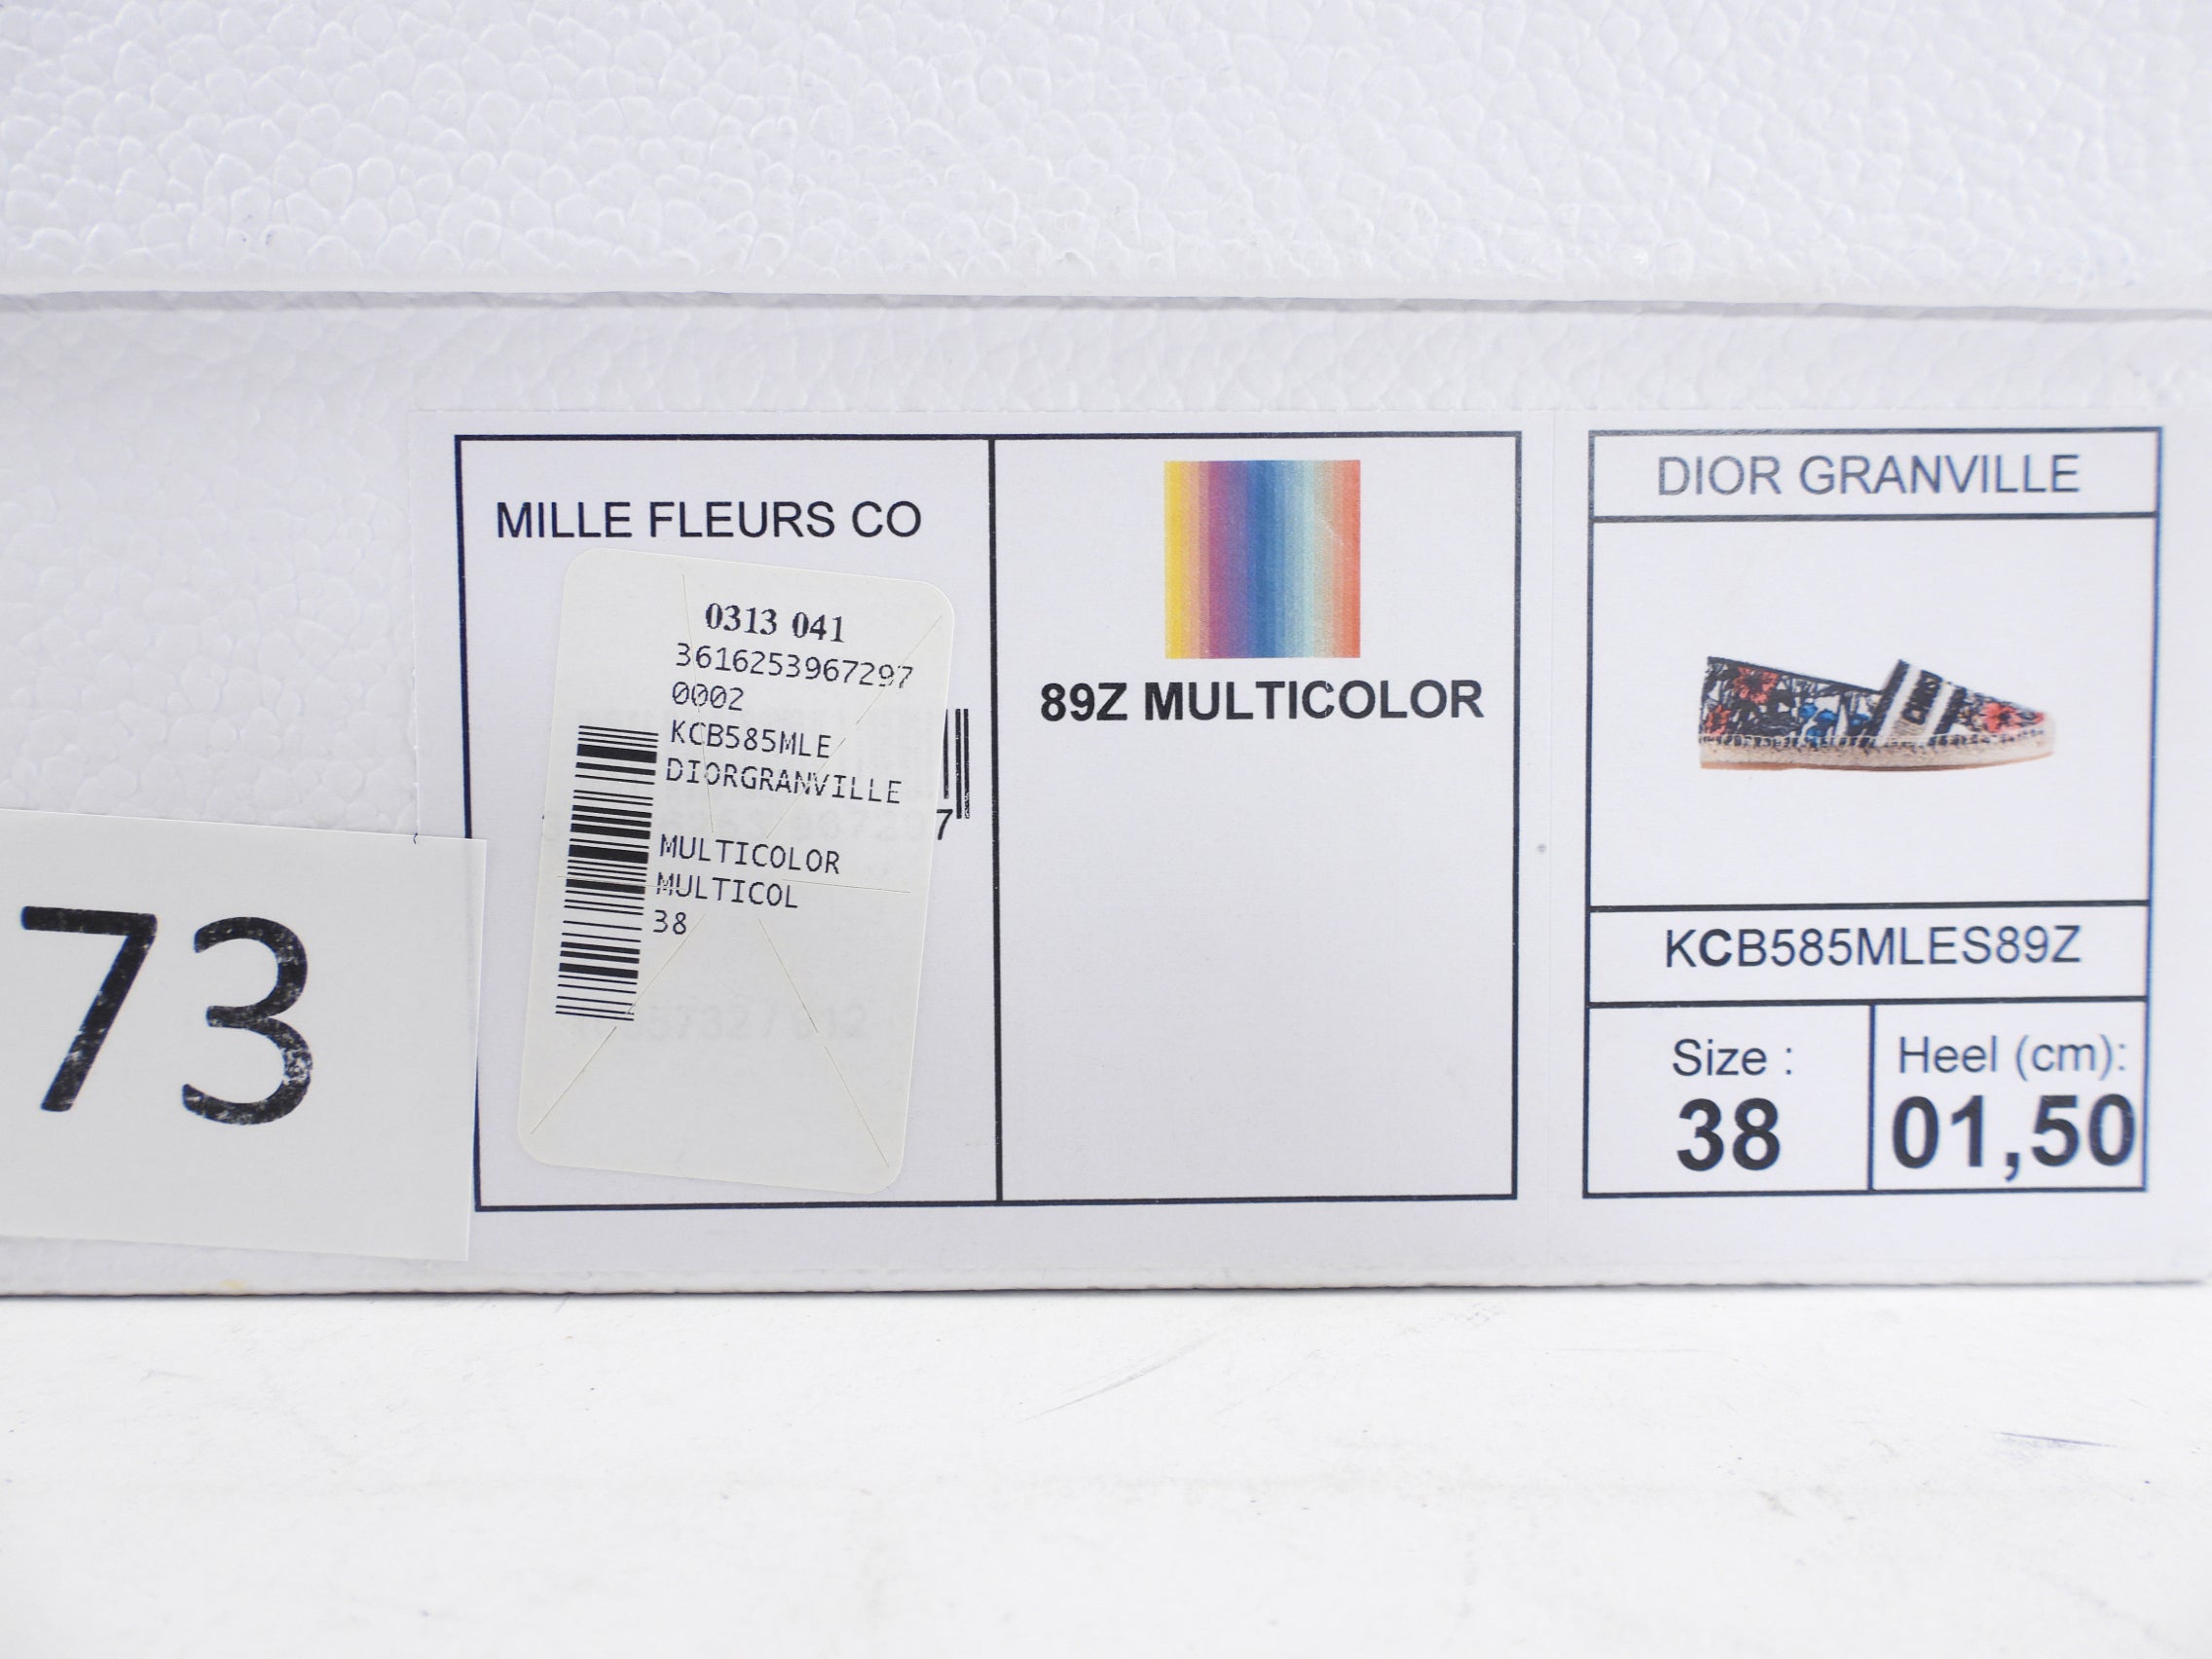 MILLE FLEURS CO
0313 041
3616253967297
0002
KCB585MLE
DIORGRANVILLE
MULTICOLOR
MULTICOL
38
7
89Z MULTICOLOR
DIOR GRANVILLE
KCB585MLES89Z
Size :
38
Heel (cm):
01,50
73